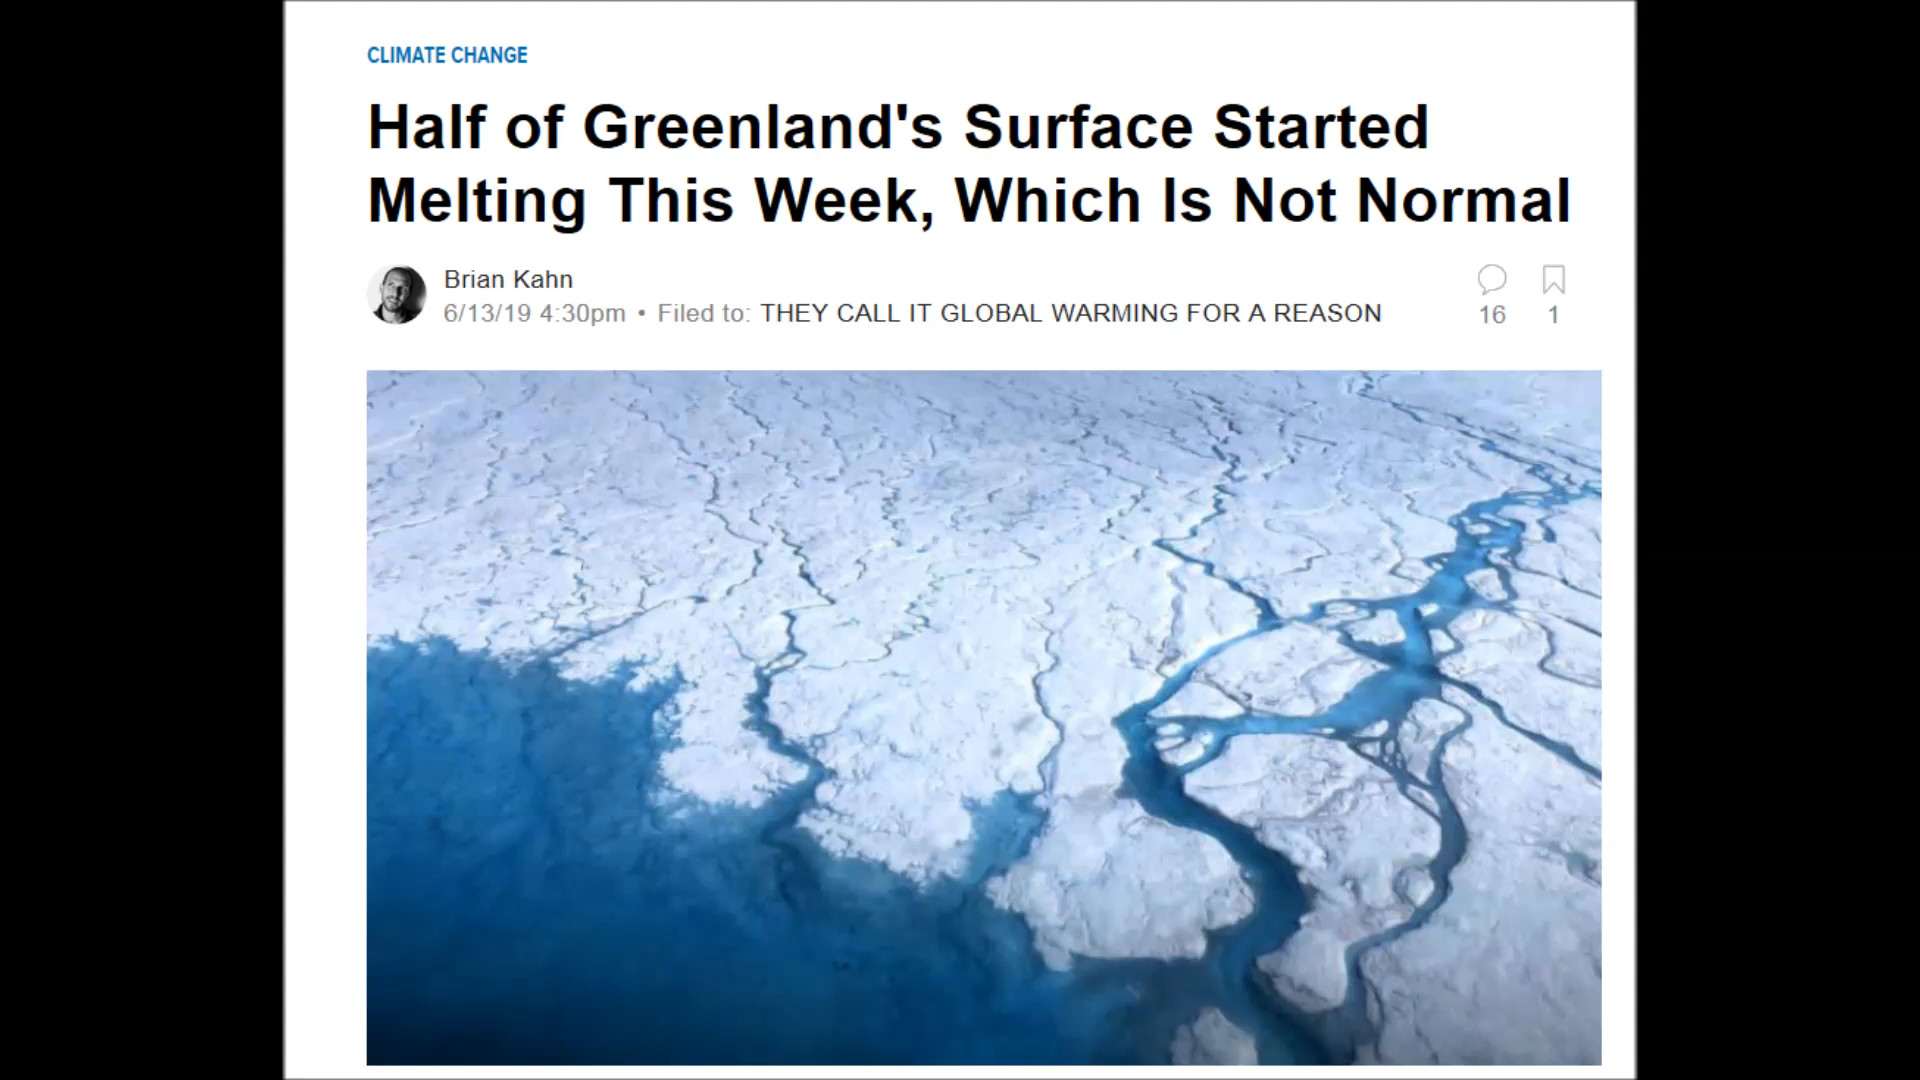 CLIMATE CHANGE
Half of Greenland's Surface Started
Melting This Week, Which Is Not Normal
Brian Kahn
6/13/19 4:30pm • Filed to: THEY CALL IT GLOBAL WARMING FOR A REASON
16
1